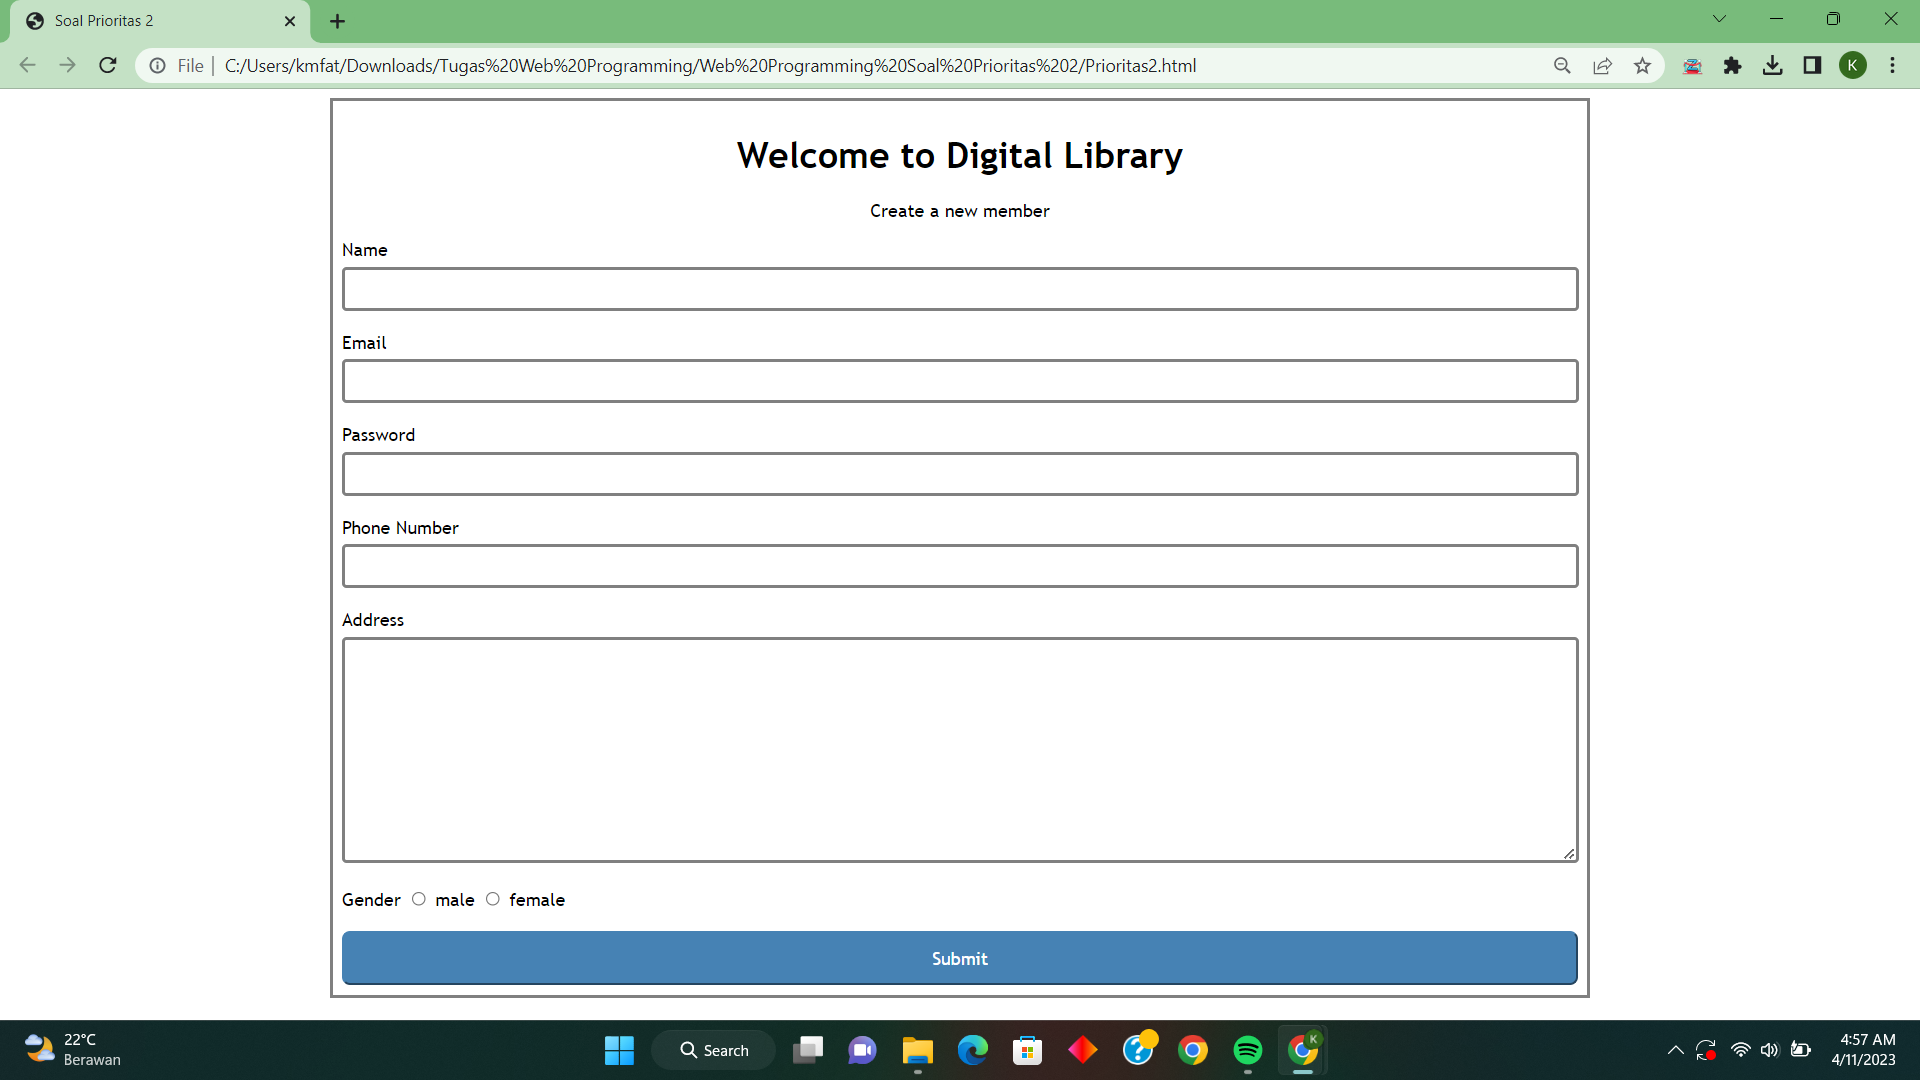 Soal Prioritas 2
File
C:/Users/kmfat/Downloads/Tugas%20Web%20Programming/Web%20Programming%20Soal%20Prioritas%202/Prioritas2.html
K
Welcome to Digital Library
Create a new member
Name
Email
Password
Phone Number
Address
Gender male female
Submit
22°C
Berawan
Search
K
4:57 AM
4/11/2023